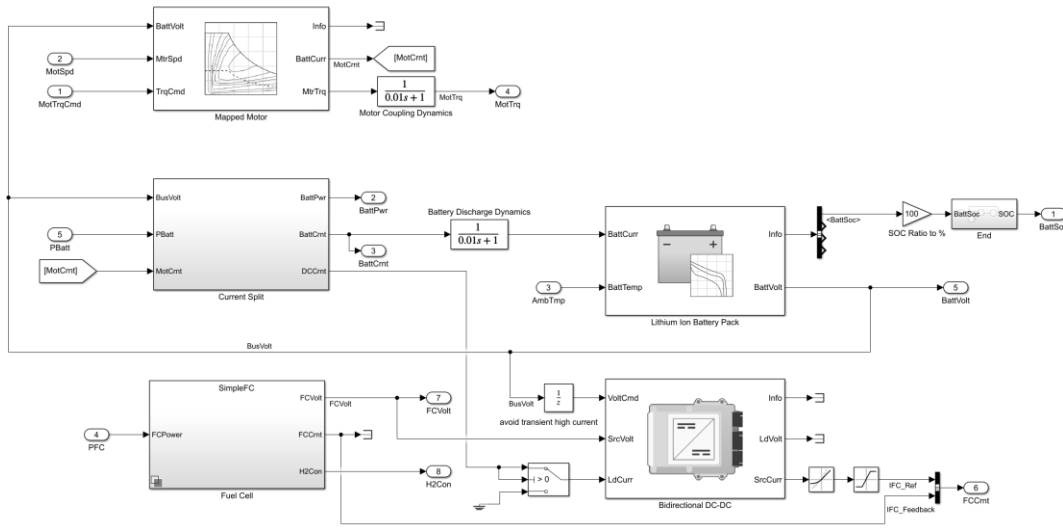 BattVolt
MtrSpd
TrqCmd
Info
BattCurr
MtrTrq
Mapped Motor
2
MotSpd
1
MotTrqCmd
MotCrnt
[MotCrnt]
1
0.01s + 1
Motor Coupling Dynamics
MotTrq
4
MotTrq
BusVolt
PBatt
MotCrnt
BattPwr
BattCrnt
DCCrnt
Current Split
5
PBatt
[MotCrnt]
2
BattPwr
3
BattCrnt
Battery Discharge Dynamics
1
0.01s + 1
3
AmbTmp
BattCurr
BattTemp
Info
BattVolt
Lithium Ion Battery Pack
<BattSoc>
100
SOC Ratio to %
BattSoc
SOC
End
1
BattSo
5
BattVolt
BusVolt
SimpleFC
FCPower
FCVolt
FCCrnt
H2Con
Fuel Cell
4
PFC
FCVolt
7
FCVolt
8
H2Con
BusVolt
1
z
avoid transient high current
> 0
VoltCmd
SrcVolt
LdCurr
Info
LdVolt
SrcCurr
Bidirectional DC-DC
IFC_Ref
IFC_Feedback
6
FCCrnt